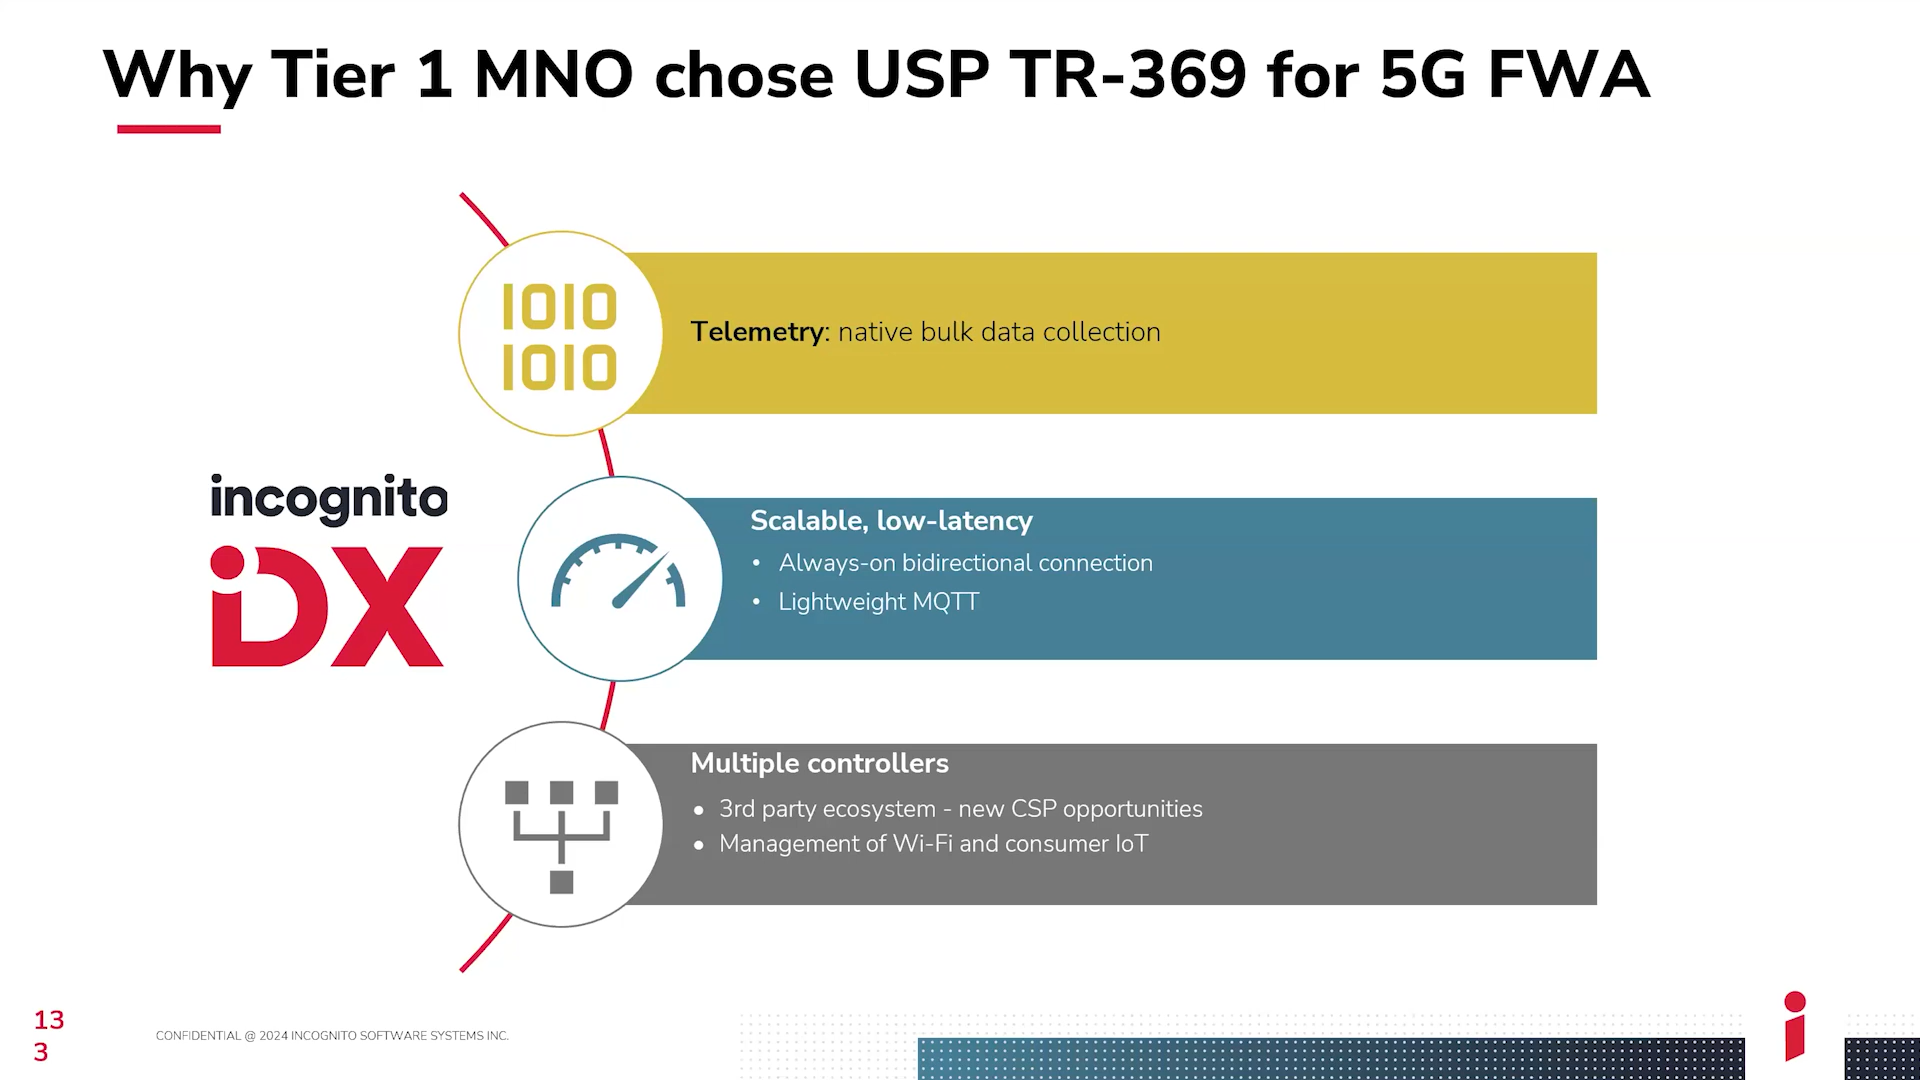 Why Tier 1 MNO chose USP TR-369 for 5G FWA
1010
1010
Telemetry: native bulk data collection
incognito
iDX
Scalable, low-latency
• Always-on bidirectional connection
• Lightweight MQTT
Multiple controllers
• 3rd party ecosystem - new CSP opportunities
• Management of Wi-Fi and consumer IoT
13
3
CONFIDENTIAL @ 2024 INCOGNITO SOFTWARE SYSTEMS INC.
i